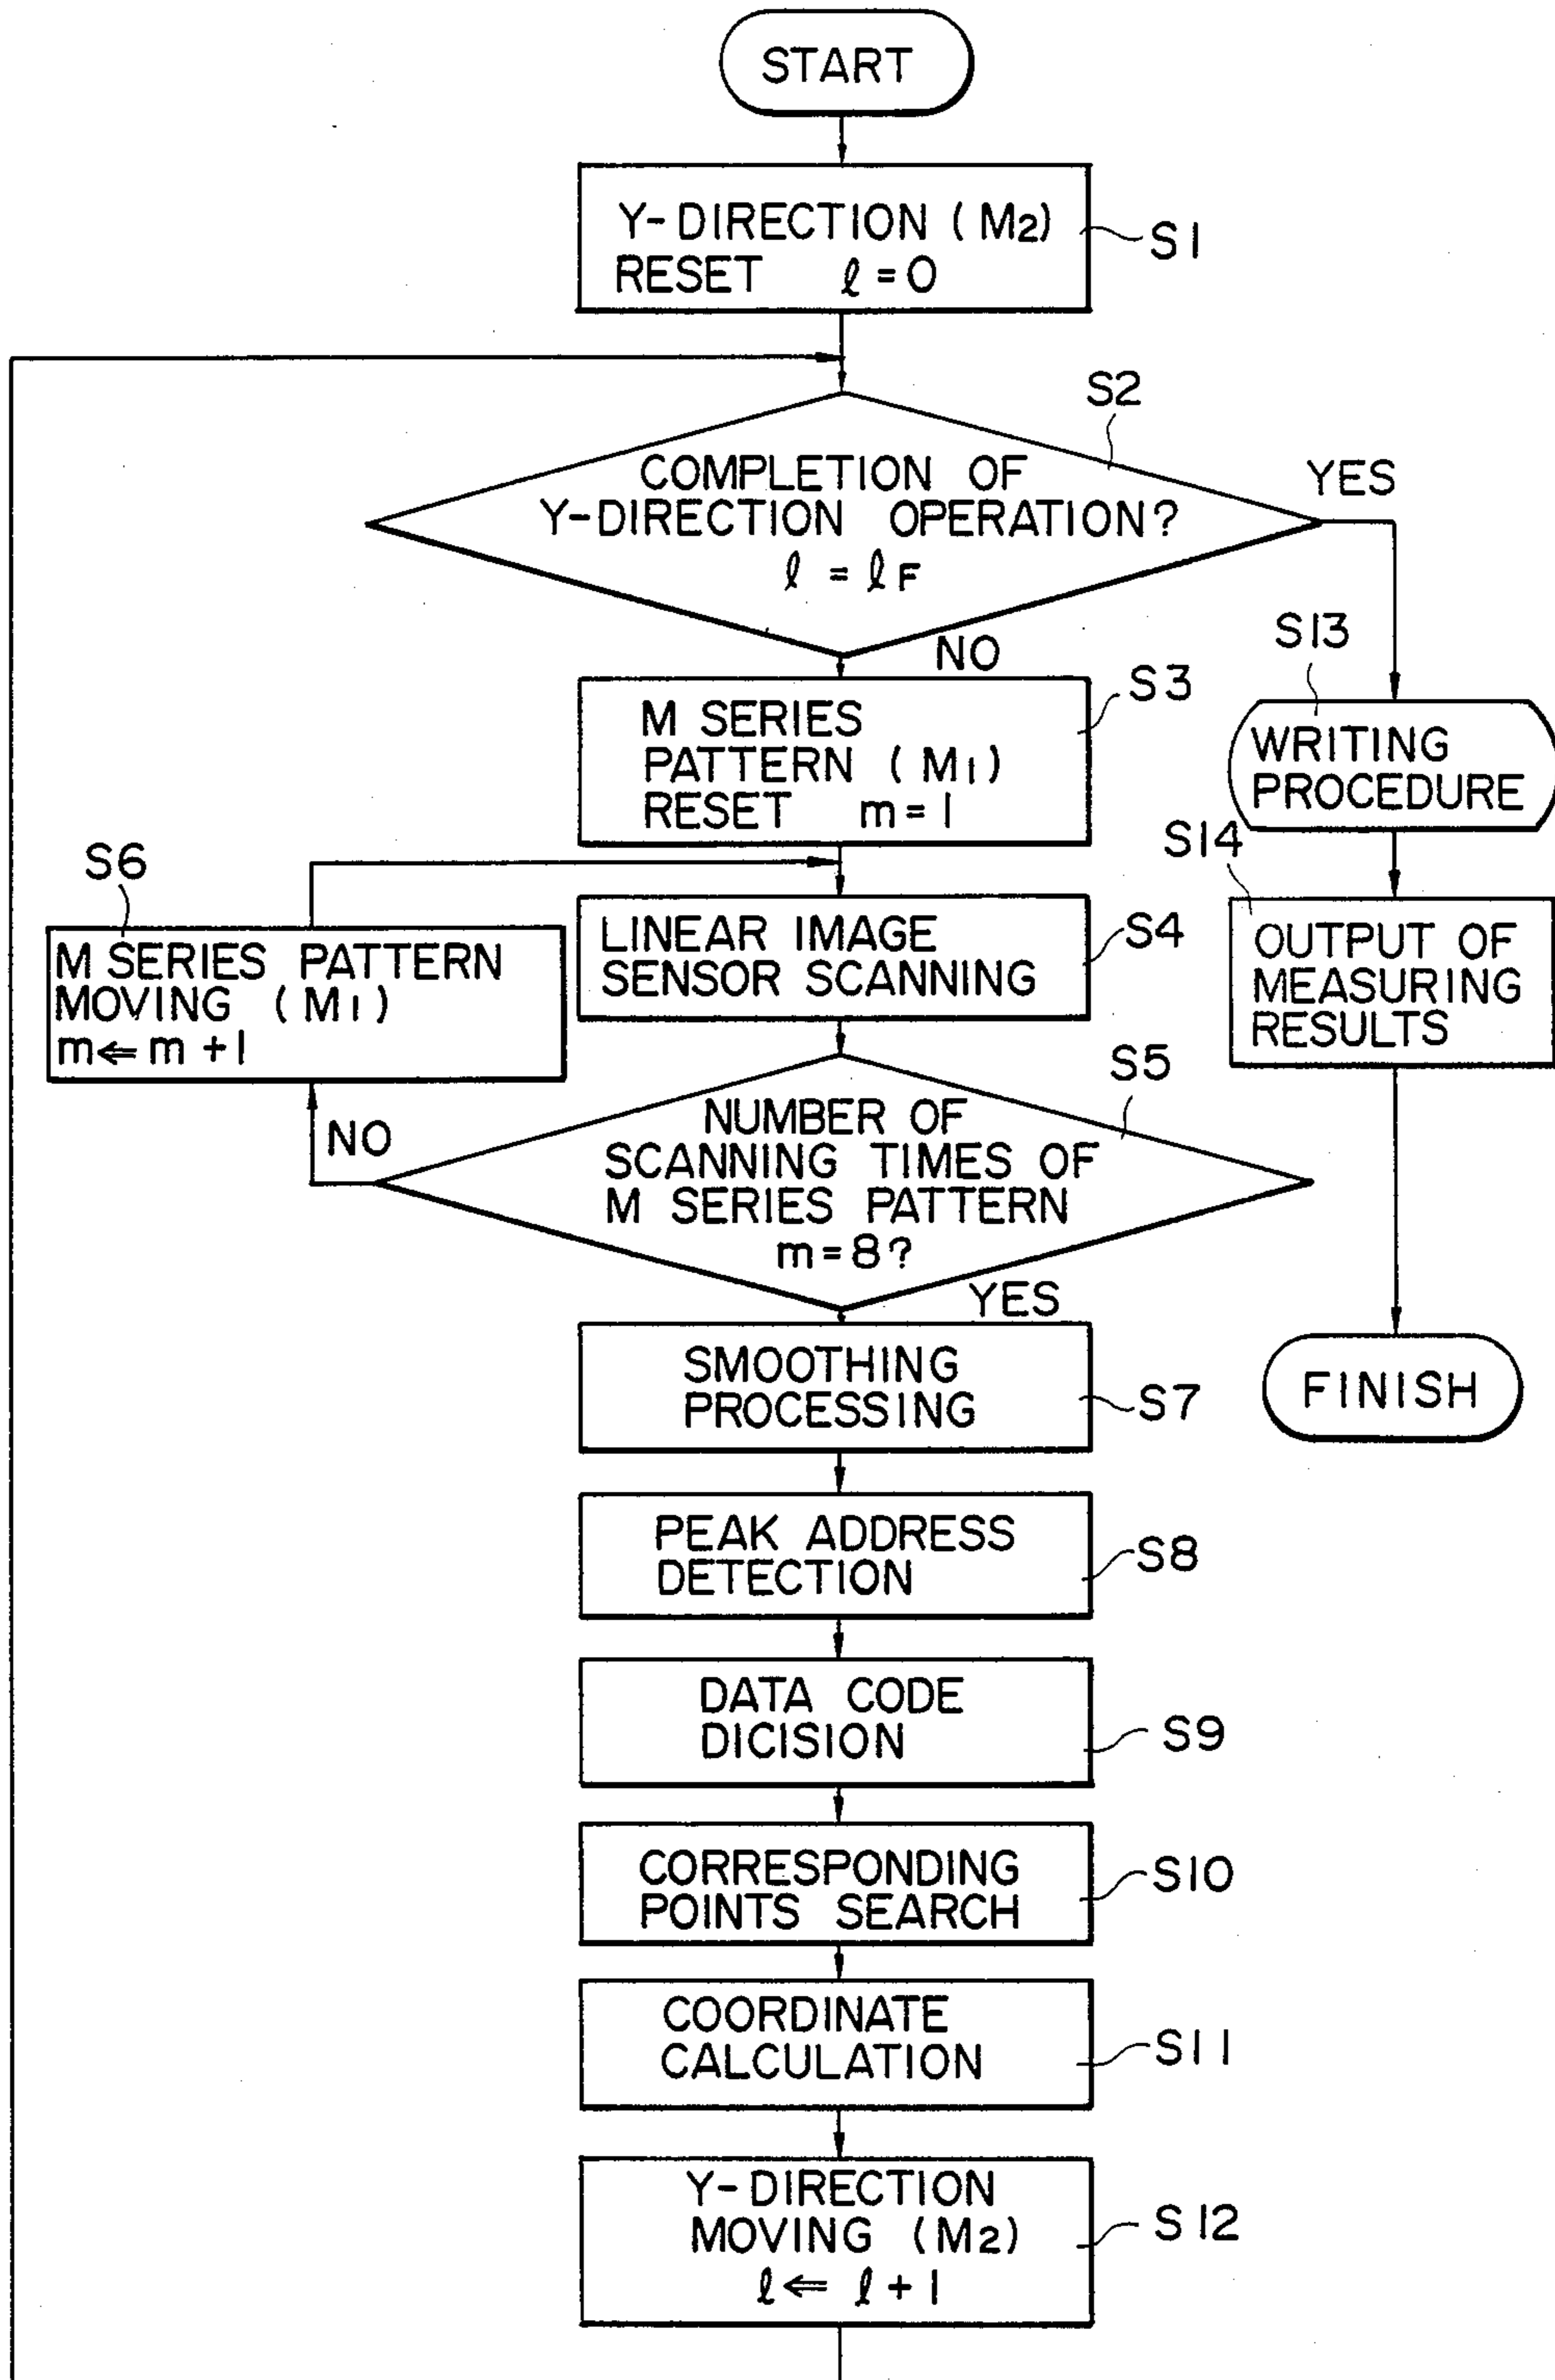 START
Y-DIRECTION (M2)
RESET ℓ=0
S1
S2
COMPLETION OF
Y-DIRECTION OPERATION?
ℓ = ℓF
YES
NO
S13
WRITING
PROCEDURE
S3
M SERIES
PATTERN (M1)
RESET m=1
S14
OUTPUT OF
MEASURING
RESULTS
S6
M SERIES PATTERN
MOVING (M1)
m⇐m+1
LINEAR IMAGE
SENSOR SCANNING
S4
S5
NUMBER OF
SCANNING TIMES OF
M SERIES PATTERN
m=8?
NO
YES
SMOOTHING
PROCESSING
S7
FINISH
PEAK ADDRESS
DETECTION
S8
DATA CODE
DICISION
S9
CORRESPONDING
POINTS SEARCH
S10
COORDINATE
CALCULATION
S11
Y-DIRECTION
MOVING (M2)
ℓ⇐ ℓ+1
S12